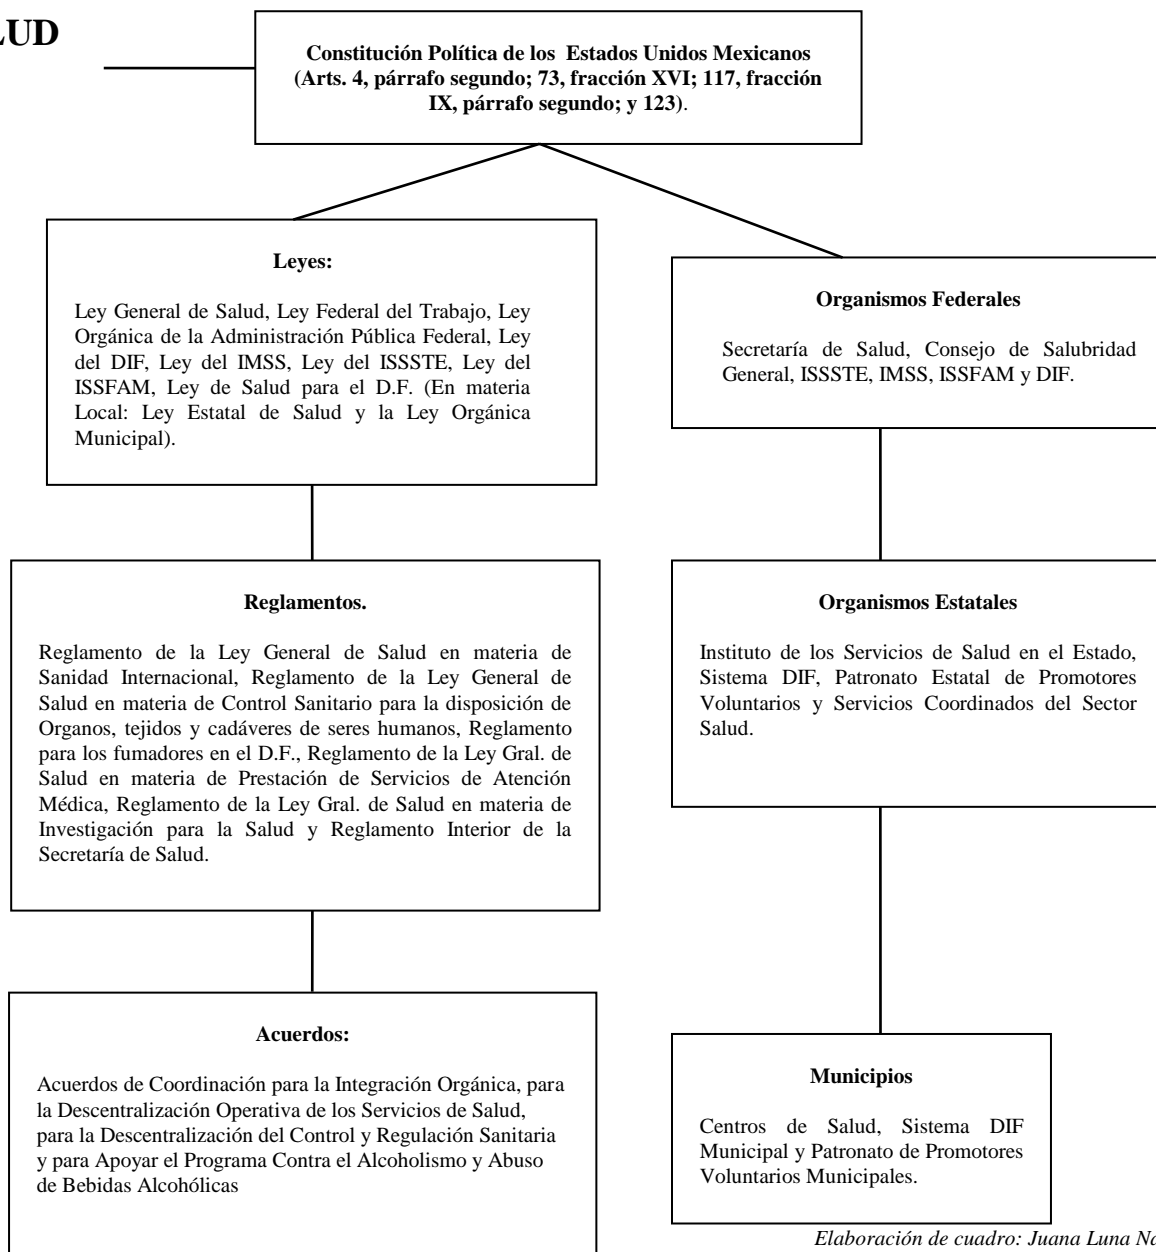 LUD
Constitución Política de los Estados Unidos Mexicanos
(Arts. 4, párrafo segundo; 73, fracción XVI; 117, fracción
IX, párrafo segundo; y 123).
Leyes:
Ley General de Salud, Ley Federal del Trabajo, Ley
Orgánica de la Administración Pública Federal, Ley
del DIF, Ley del IMSS, Ley del ISSSTE, Ley del
ISSFAM, Ley de Salud para el D.F. (En materia
Local: Ley Estatal de Salud y la Ley Orgánica
Municipal).
Organismos Federales
Secretaría de Salud, Consejo de Salubridad
General, ISSSTE, IMSS, ISSFAM y DIF.
Reglamentos.
Reglamento de la Ley General de Salud en materia de
Sanidad Internacional, Reglamento de la Ley General de
Salud en materia de Control Sanitario para la disposición de
Organos, tejidos y cadáveres de seres humanos, Reglamento
para los fumadores en el D.F., Reglamento de la Ley Gral. de
Salud en materia de Prestación de Servicios de Atención
Médica, Reglamento de la Ley Gral. de Salud en materia de
Investigación para la Salud y Reglamento Interior de la
Secretaría de Salud.
Organismos Estatales
Instituto de los Servicios de Salud en el Estado,
Sistema DIF, Patronato Estatal de Promotores
Voluntarios y Servicios Coordinados del Sector
Salud.
Acuerdos:
Acuerdos de Coordinación para la Integración Orgánica, para
la Descentralización Operativa de los Servicios de Salud,
para la Descentralización del Control y Regulación Sanitaria
y para Apoyar el Programa Contra el Alcoholismo y Abuso
de Bebidas Alcohólicas
Municipios
Centros de Salud, Sistema DIF
Municipal y Patronato de Promotores
Voluntarios Municipales.
Elaboración de cuadro: Juana Luna Na